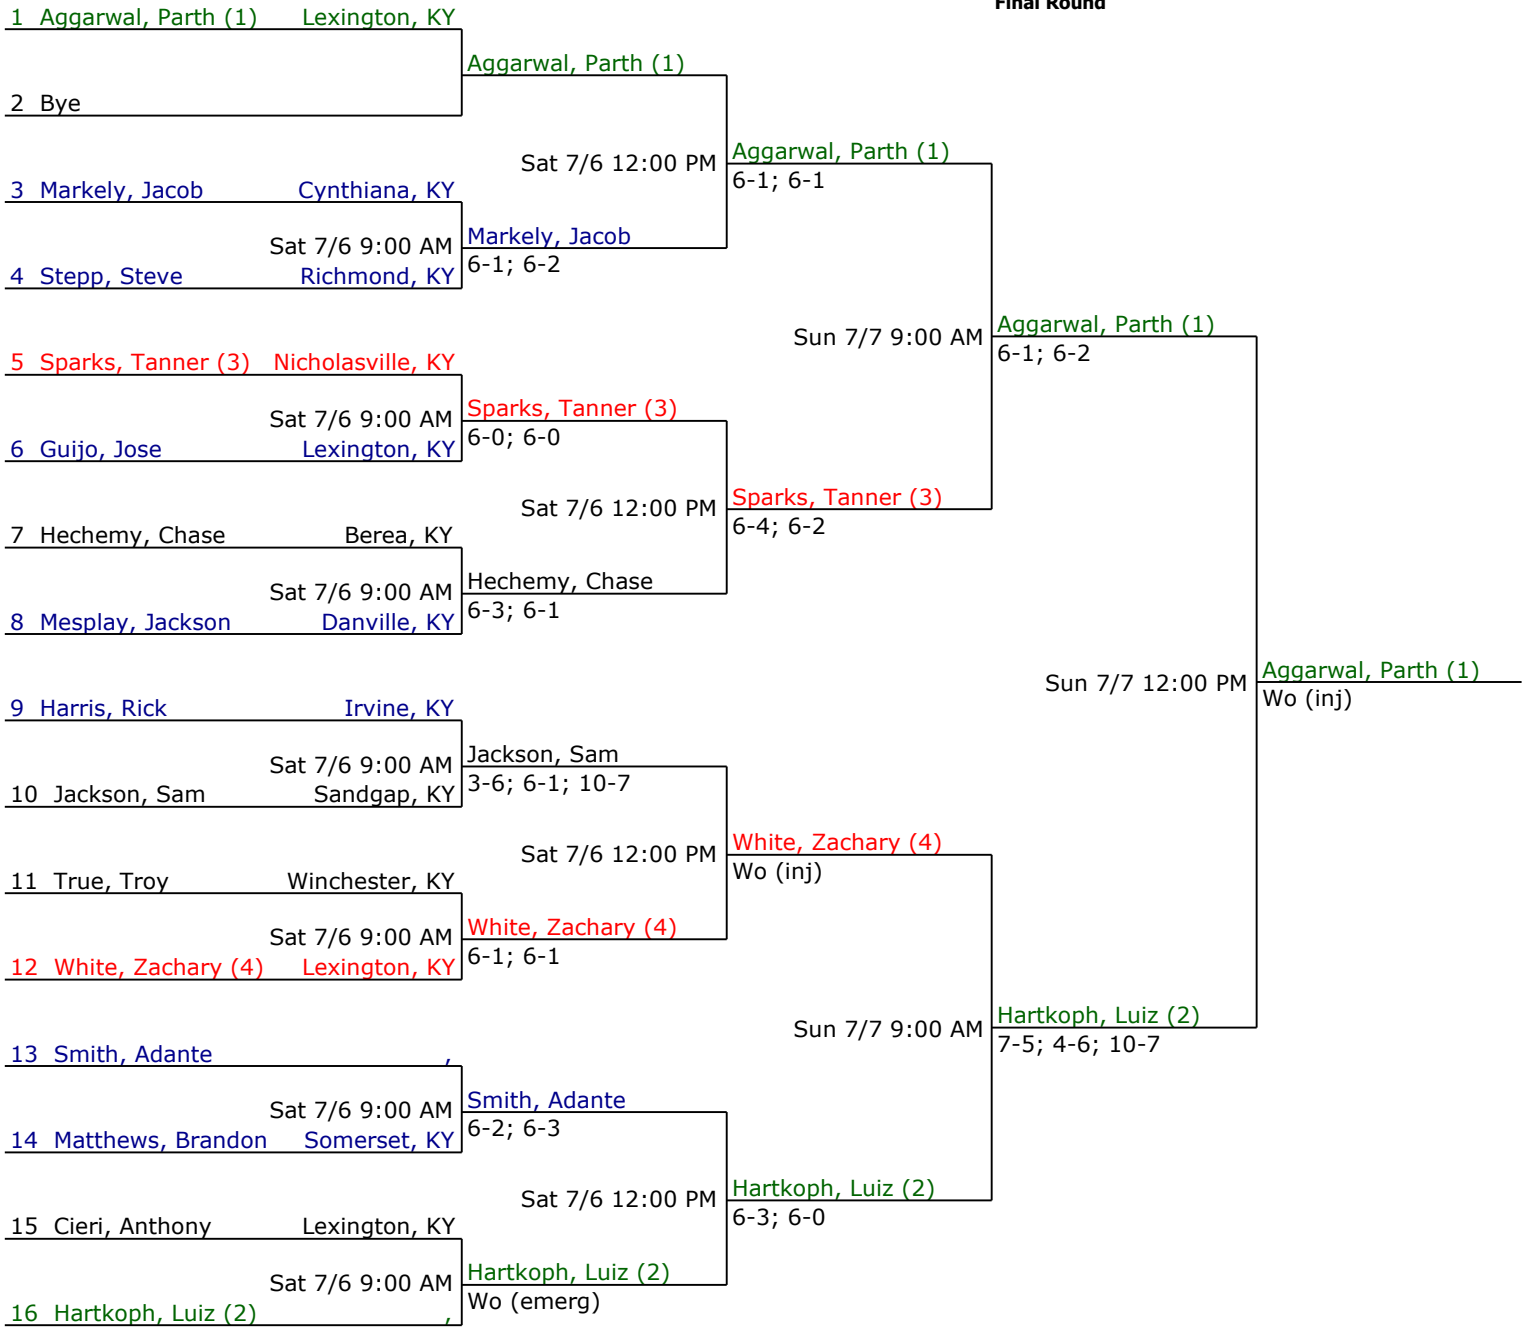 Final Round
1 Aggarwal, Parth (1) Lexington, KY
Aggarwal, Parth (1)
2 Bye
Sat 7/6 12:00 PM
Aggarwal, Parth (1)
6-1; 6-1
3 Markely, Jacob Cynthiana, KY
Sat 7/6 9:00 AM
Markely, Jacob
6-1; 6-2
4 Stepp, Steve Richmond, KY
Sun 7/7 9:00 AM
Aggarwal, Parth (1)
6-1; 6-2
5 Sparks, Tanner (3) Nicholasville, KY
Sat 7/6 9:00 AM
Sparks, Tanner (3)
6-0; 6-0
6 Guijo, Jose Lexington, KY
Sat 7/6 12:00 PM
Sparks, Tanner (3)
6-4; 6-2
7 Hechemy, Chase Berea, KY
Sat 7/6 9:00 AM
Hechemy, Chase
6-3; 6-1
8 Mesplay, Jackson Danville, KY
Sun 7/7 12:00 PM
Aggarwal, Parth (1)
Wo (inj)
9 Harris, Rick Irvine, KY
Sat 7/6 9:00 AM
Jackson, Sam
3-6; 6-1; 10-7
10 Jackson, Sam Sandgap, KY
Sat 7/6 12:00 PM
White, Zachary (4)
Wo (inj)
11 True, Troy Winchester, KY
Sat 7/6 9:00 AM
White, Zachary (4)
6-1; 6-1
12 White, Zachary (4) Lexington, KY
Sun 7/7 9:00 AM
Hartkoph, Luiz (2)
7-5; 4-6; 10-7
13 Smith, Adante ,
Sat 7/6 9:00 AM
Smith, Adante
6-2; 6-3
14 Matthews, Brandon Somerset, KY
Sat 7/6 12:00 PM
Hartkoph, Luiz (2)
6-3; 6-0
15 Cieri, Anthony Lexington, KY
Sat 7/6 9:00 AM
Hartkoph, Luiz (2)
Wo (emerg)
16 Hartkoph, Luiz (2) ,